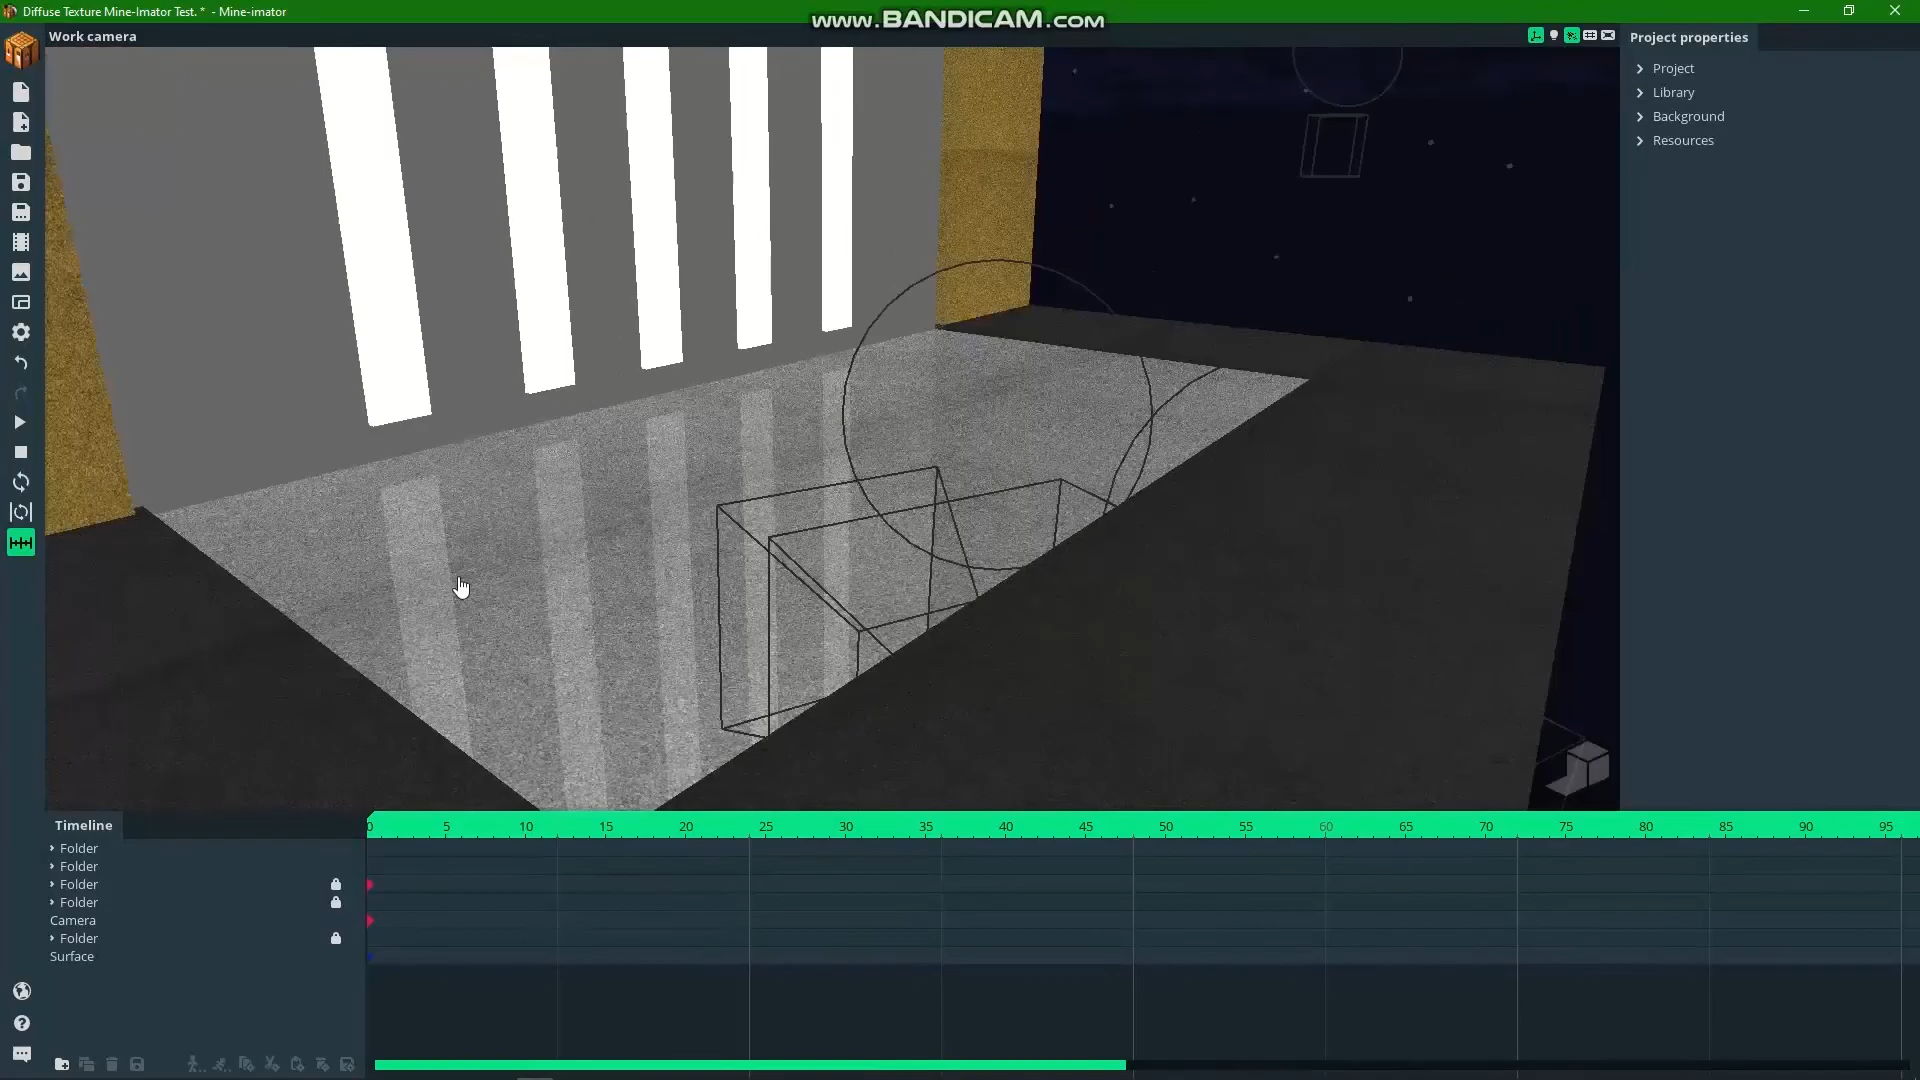 Diffuse Texture Mine-Imator Test. * - Mine-imator
www.BANDICAM.com
Work camera
Project properties
Project
Library
Background
Resources
Timeline
0 5 10 15 20 25 30 35 40 45 50 55 60 65 70 75 80 85 90 95
Folder
Folder
Folder
Folder
Camera
Folder
Surface